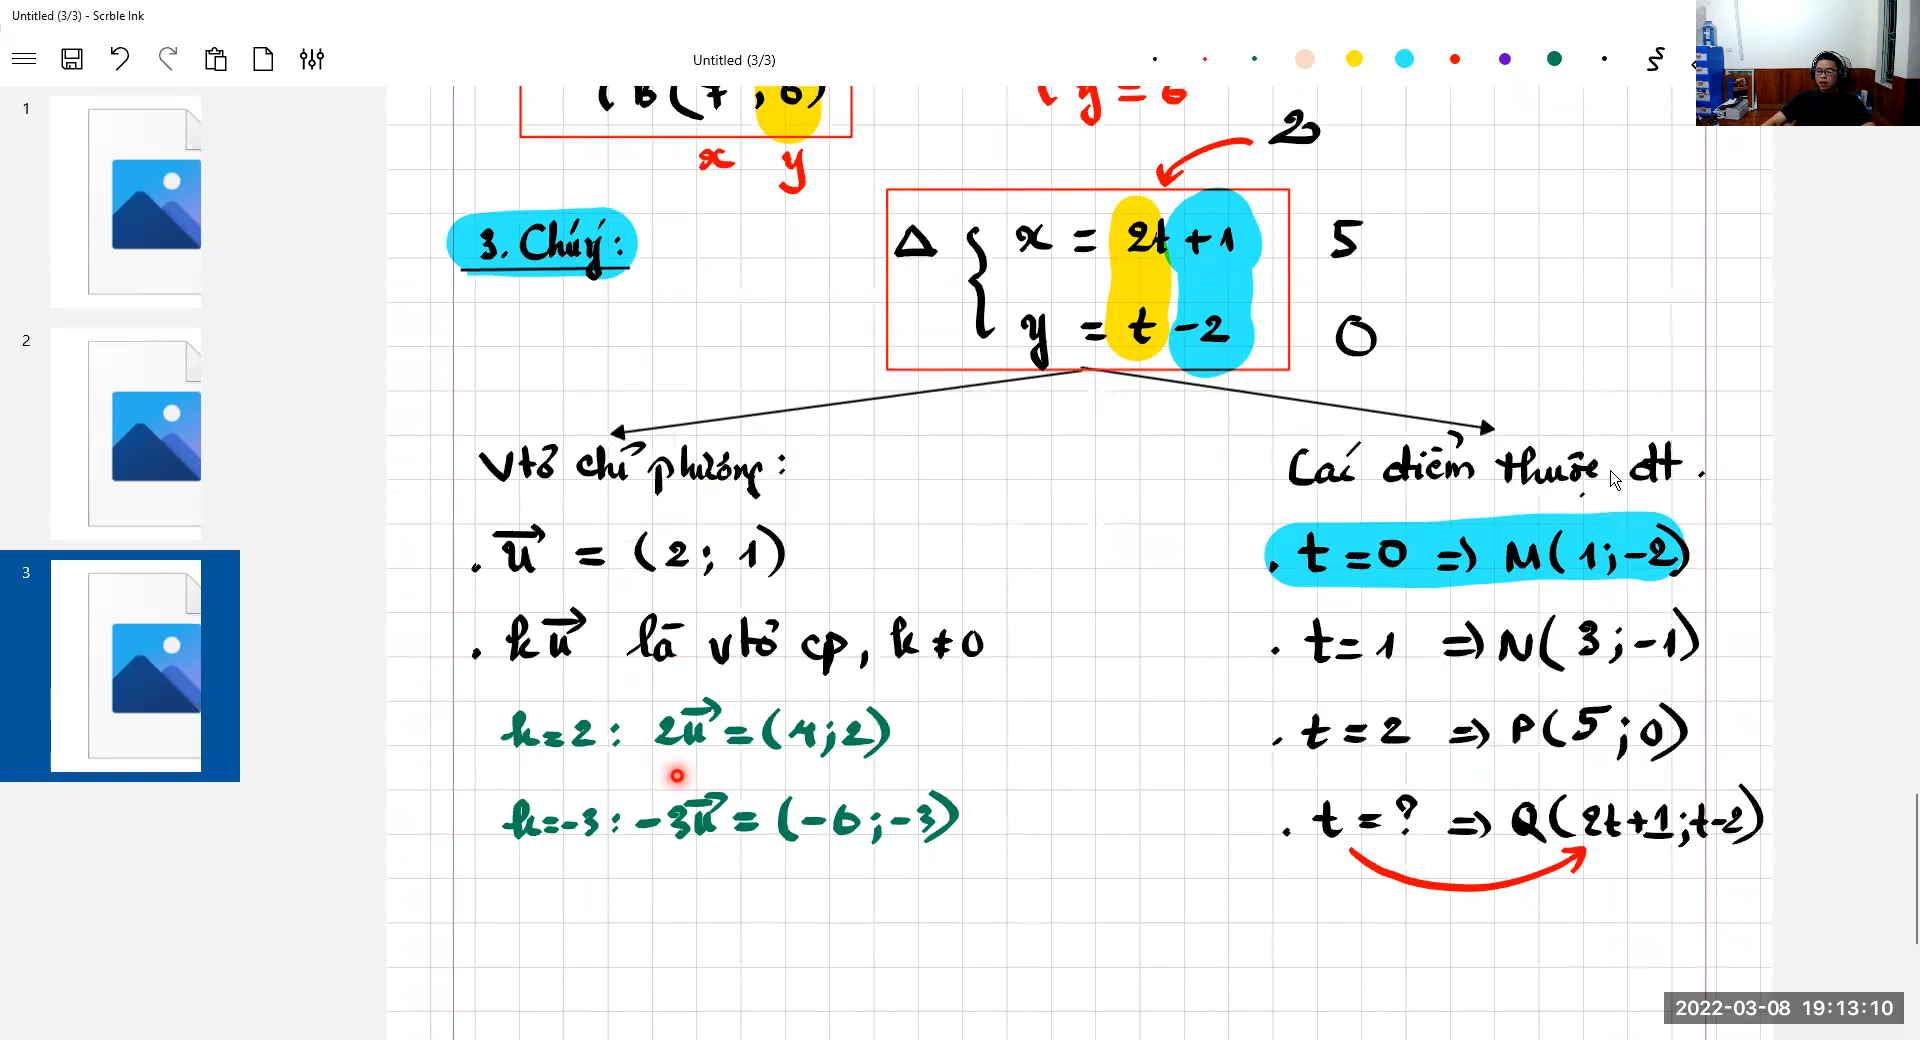 Untitled (3/3) - Scrble Ink
Untitled (3/3)
1
2
3
B(7; 6)
y = 6
x y
2
3. Chú ý:
Δ { x = 2t + 1
y = t - 2
5
0
Vtơ chỉ phương:
. u⃗ = (2; 1)
. ku⃗ là vtơ cp, k ≠ 0
k=2: 2u⃗ = (4;2)
k=-3: -3u⃗ = (-6;-3)
Các điểm thuộc đt.
. t=0 => M(1;-2)
. t=1 => N(3;-1)
. t=2 => P(5;0)
. t=? => Q(2t+1;t-2)
2022-03-08 19:13:10